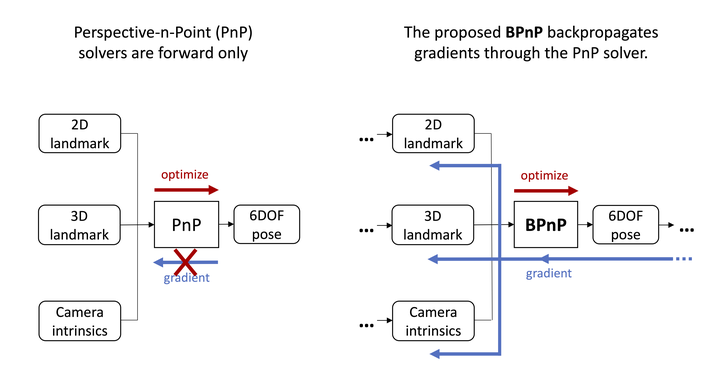 Perspective-n-Point (PnP)
solvers are forward only
The proposed BPnP backpropagates
gradients through the PnP solver.
2D
landmark
optimize
3D
landmark
PnP
6DOF
pose
gradient
Camera
intrinsics
...
2D
landmark
optimize
...
3D
landmark
BPnP
6DOF
pose
...
gradient
...
Camera
intrinsics